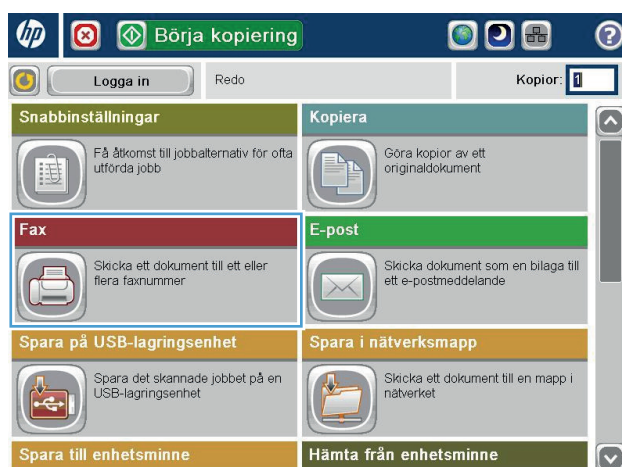 hp
Börja kopiering
?
Logga in
Redo
Kopior: 1
Snabbinställningar
Få åtkomst till jobbalternativ för ofta
utförda jobb
Kopiera
Göra kopior av ett
originaldokument
Fax
Skicka ett dokument till ett eller
flera faxnummer
E-post
Skicka dokument som en bilaga till
ett e-postmeddelande
Spara på USB-lagringsenhet
Spara det skannade jobbet på en
USB-lagringsenhet
Spara i nätverksmapp
Skicka ett dokument till en mapp i
nätverket
Spara till enhetsminne
Hämta från enhetsminne